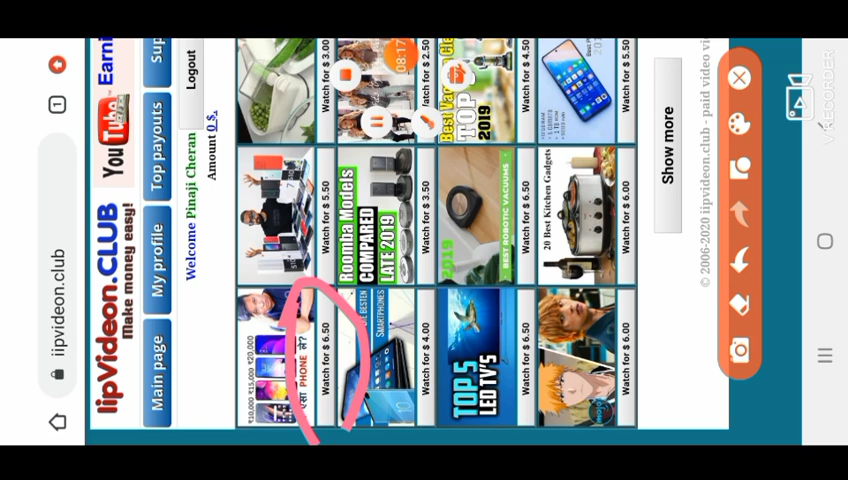 iipvideon.club 1
IipVideon.CLUB YouTube Earni
Make money easy!
Main page My profile Top payouts Sup
Welcome Pinaji Cheran Logout
Amount 0 $.
₹10,000 ₹15,000 ₹20,000
PHONE ले?
Watch for $ 6.50 Watch for $ 5.50 Watch for $ 3.00
08:17
SMARTPHONES
Roomba Models
COMPARED
LATE 2019
Watch for $ 4.00 Watch for $ 3.50 Watch for $ 2.50
TOP 5
LED TV'S
2019
BEST ROBOTIC VACUUMS
Best
TOP
2019
Watch for $ 6.50 Watch for $ 6.50 Watch for $ 4.50
20 Best Kitchen Gadgets
Watch for $ 6.00 Watch for $ 6.00 Watch for $ 5.50
Show more
© 2006-2020 iipvideon.club - paid video vi
V RECORDER